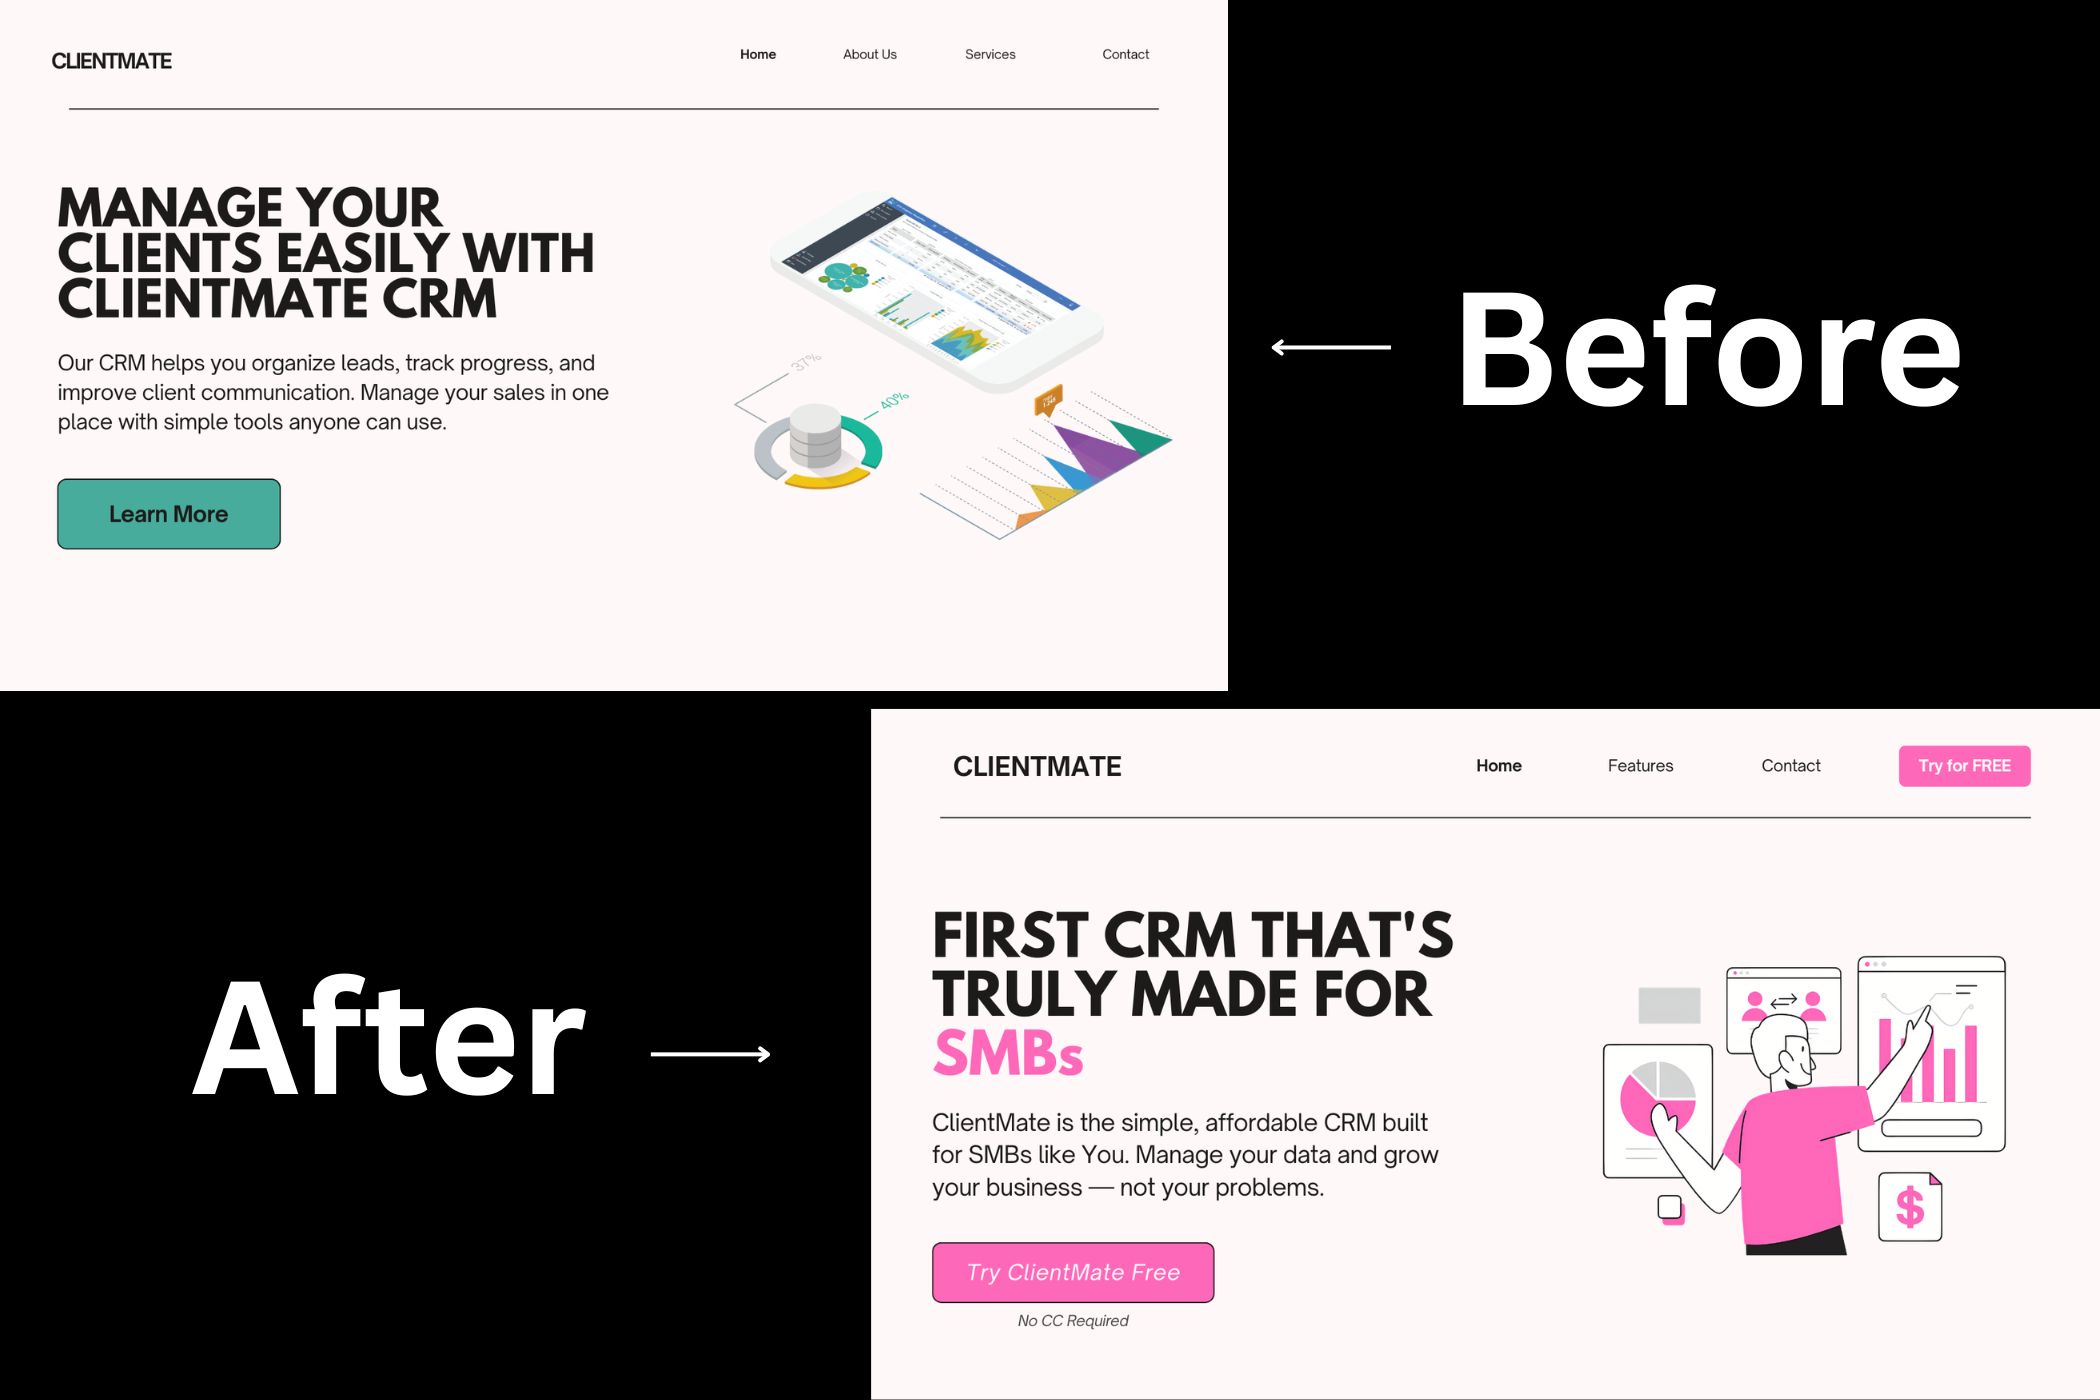 CLIENTMATE
Home
About Us
Services
Contact
MANAGE YOUR
CLIENTS EASILY WITH
CLIENTMATE CRM
Our CRM helps you organize leads, track progress, and
improve client communication. Manage your sales in one
place with simple tools anyone can use.
Learn More
37%
40%
Before
After
CLIENTMATE
Home
Features
Contact
Try for FREE
FIRST CRM THAT'S
TRULY MADE FOR
SMBs
ClientMate is the simple, affordable CRM built
for SMBs like You. Manage your data and grow
your business — not your problems.
Try ClientMate Free
No CC Required
$